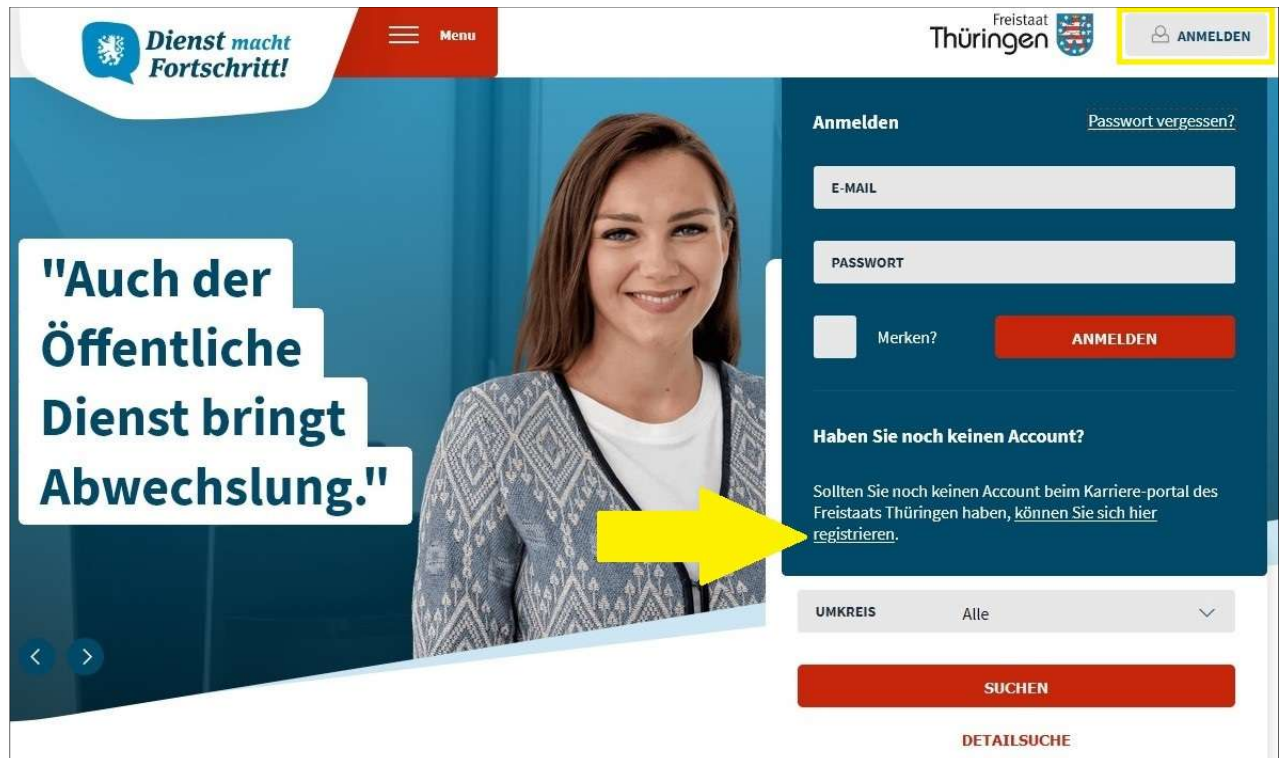 Dienst macht
Fortschritt!
Menu
Freistaat
Thüringen
ANMELDEN
"Auch der
Öffentliche
Dienst bringt
Abwechslung."
Anmelden
Passwort vergessen?
E-MAIL
PASSWORT
Merken?
ANMELDEN
Haben Sie noch keinen Account?
Sollten Sie noch keinen Account beim Karriere-portal des
Freistaats Thüringen haben, können Sie sich hier
registrieren.
UMKREIS
Alle
SUCHEN
DETAILSUCHE